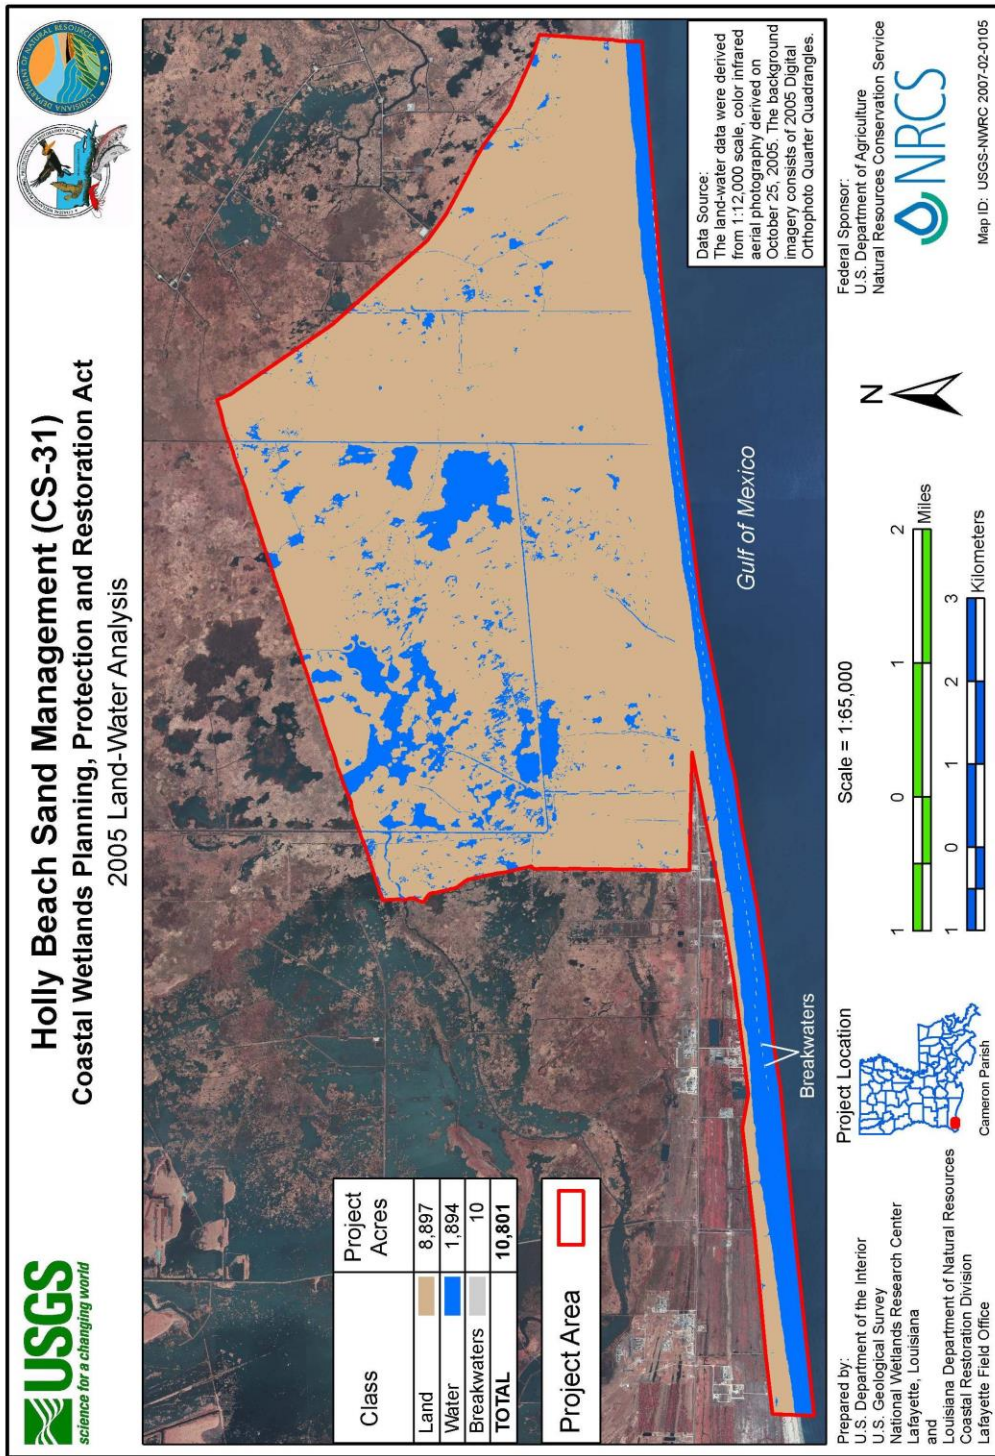 USGS
science for a changing world
Holly Beach Sand Management (CS-31)
Coastal Wetlands Planning, Protection and Restoration Act
2005 Land-Water Analysis
LOUISIANA DEPARTMENT OF NATURAL RESOURCES
Class
Project
Acres
Land 8,897
Water 1,894
Breakwaters 10
TOTAL 10,801
Project Area
Breakwaters
Gulf of Mexico
Data Source:
The land-water data were derived
from 1:12,000 scale, color infrared
aerial photography derived on
October 25, 2005. The background
imagery consists of 2005 Digital
Orthophoto Quarter Quadrangles.
Prepared by:
U.S. Department of the Interior
U.S. Geological Survey
National Wetlands Research Center
Lafayette, Louisiana
and
Louisiana Department of Natural Resources
Coastal Restoration Division
Lafayette Field Office
Project Location
Cameron Parish
Scale = 1:65,000
1 0 1 2
Miles
1 0 1 2 3
Kilometers
N
Federal Sponsor:
U.S. Department of Agriculture
Natural Resources Conservation Service
NRCS
Map ID: USGS-NWRC 2007-02-0105